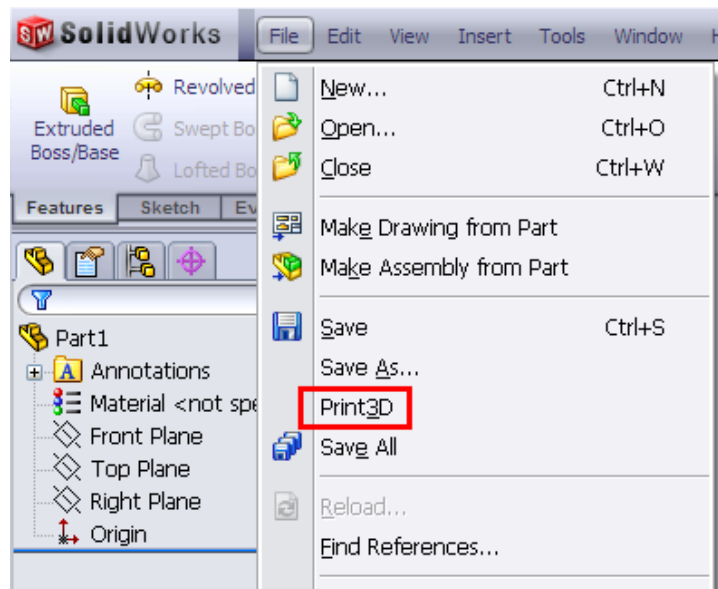 SolidWorks
File Edit View Insert Tools Window
Extruded Boss/Base
Revolved
Swept Bo
Lofted Bo
Features Sketch Ev
Part1
Annotations
Material <not spe
Front Plane
Top Plane
Right Plane
Origin
New... Ctrl+N
Open... Ctrl+O
Close Ctrl+W
Make Drawing from Part
Make Assembly from Part
Save Ctrl+S
Save As...
Print3D
Save All
Reload...
Find References...